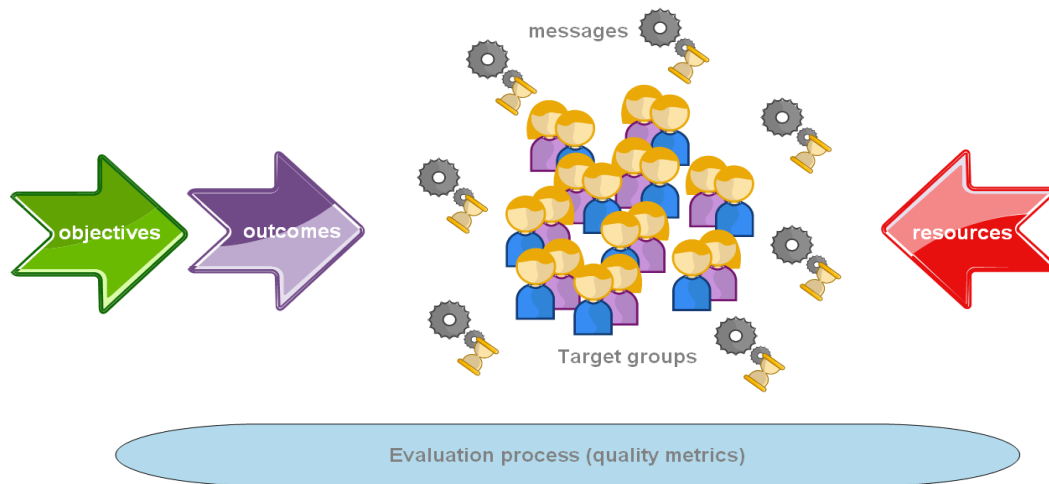 messages
objectives
outcomes
resources
Target groups
Evaluation process (quality metrics)